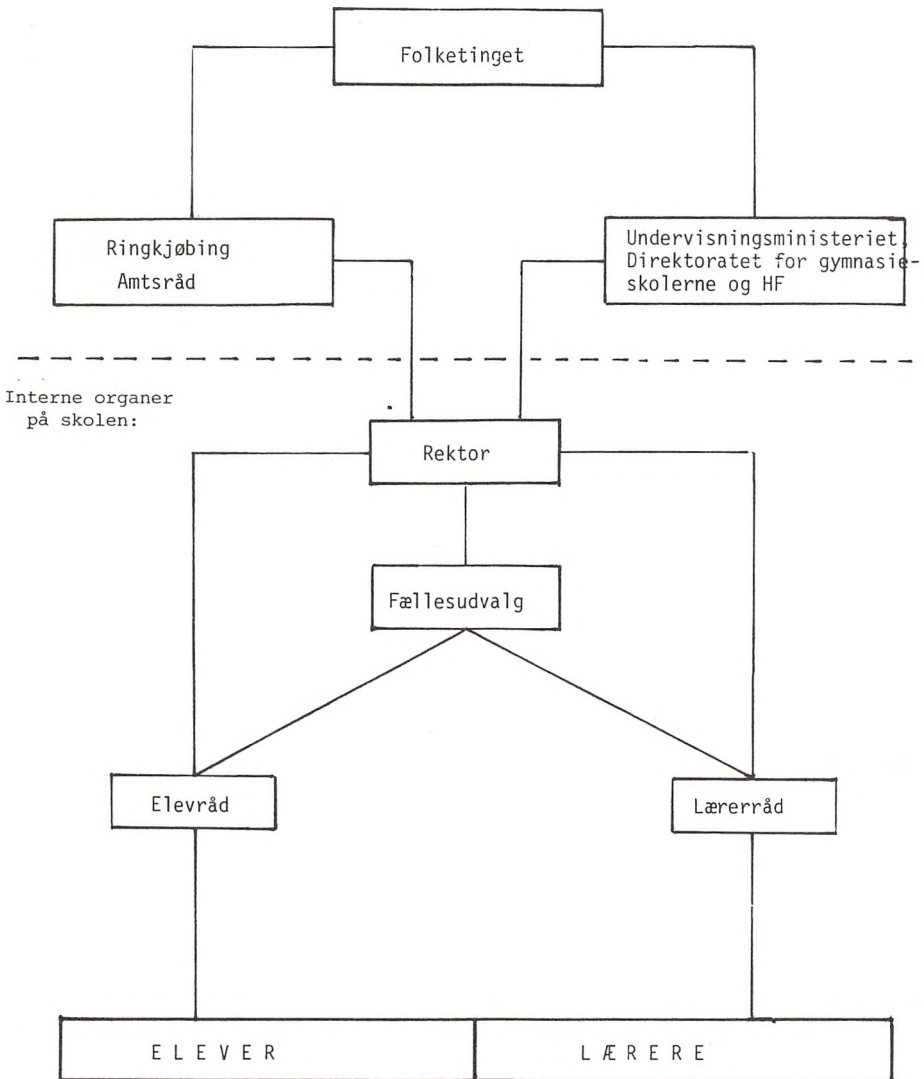 Folketinget
Ringkjøbing
Amtsråd
Undervisningsministeriet
Direktoratet for gymnasie-
skolerne og HF
Interne organer
på skolen:
Rektor
Fællesudvalg
Elevråd
Lærerråd
E L E V E R
L Æ R E R E